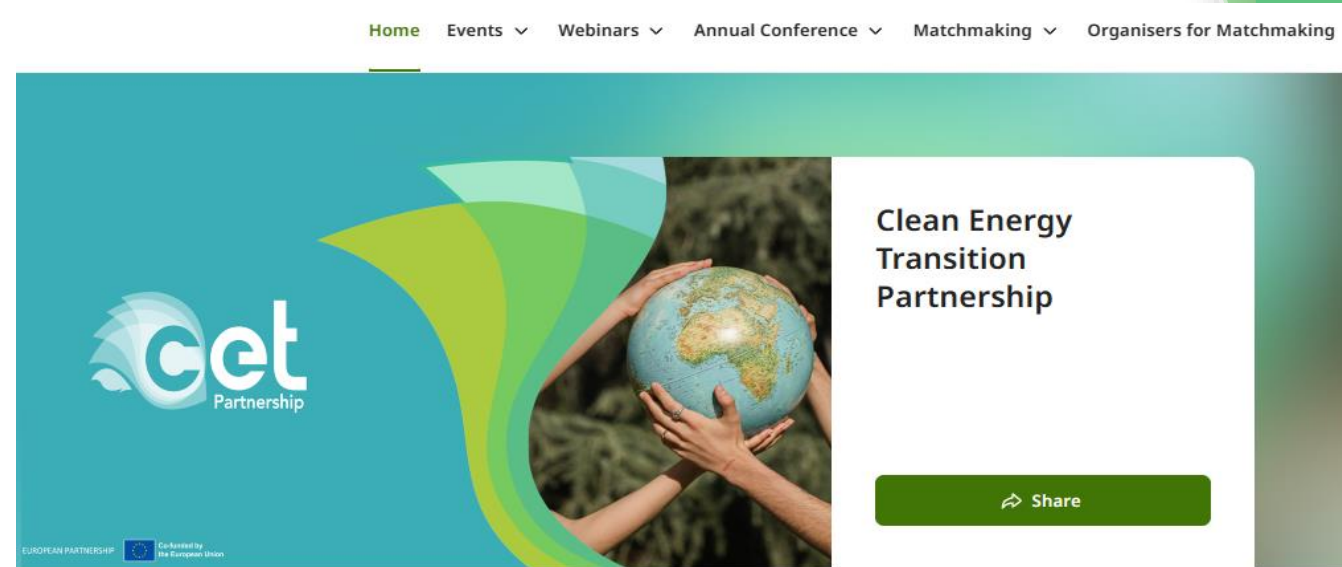 Home Events Webinars Annual Conference Matchmaking Organisers for Matchmaking
cet
Partnership
Clean Energy
Transition
Partnership
Share
EUROPEAN PARTNERSHIP
Co-funded by
the European Union